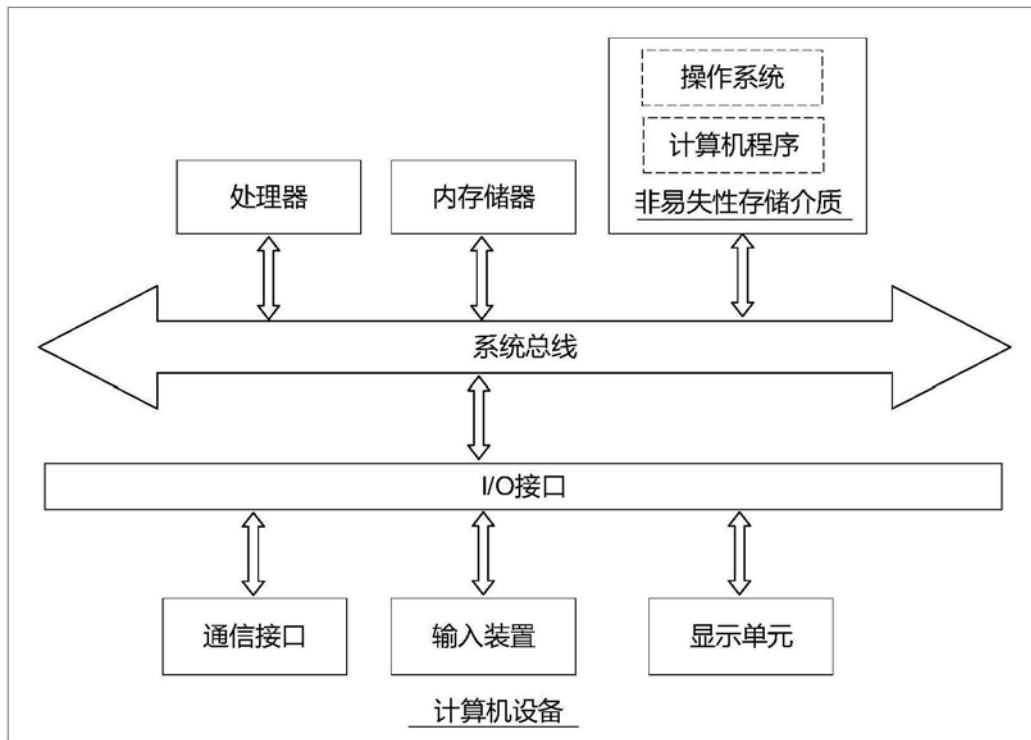 操作系统
计算机程序
非易失性存储介质
处理器
内存储器
系统总线
I/O接口
通信接口
输入装置
显示单元
计算机设备